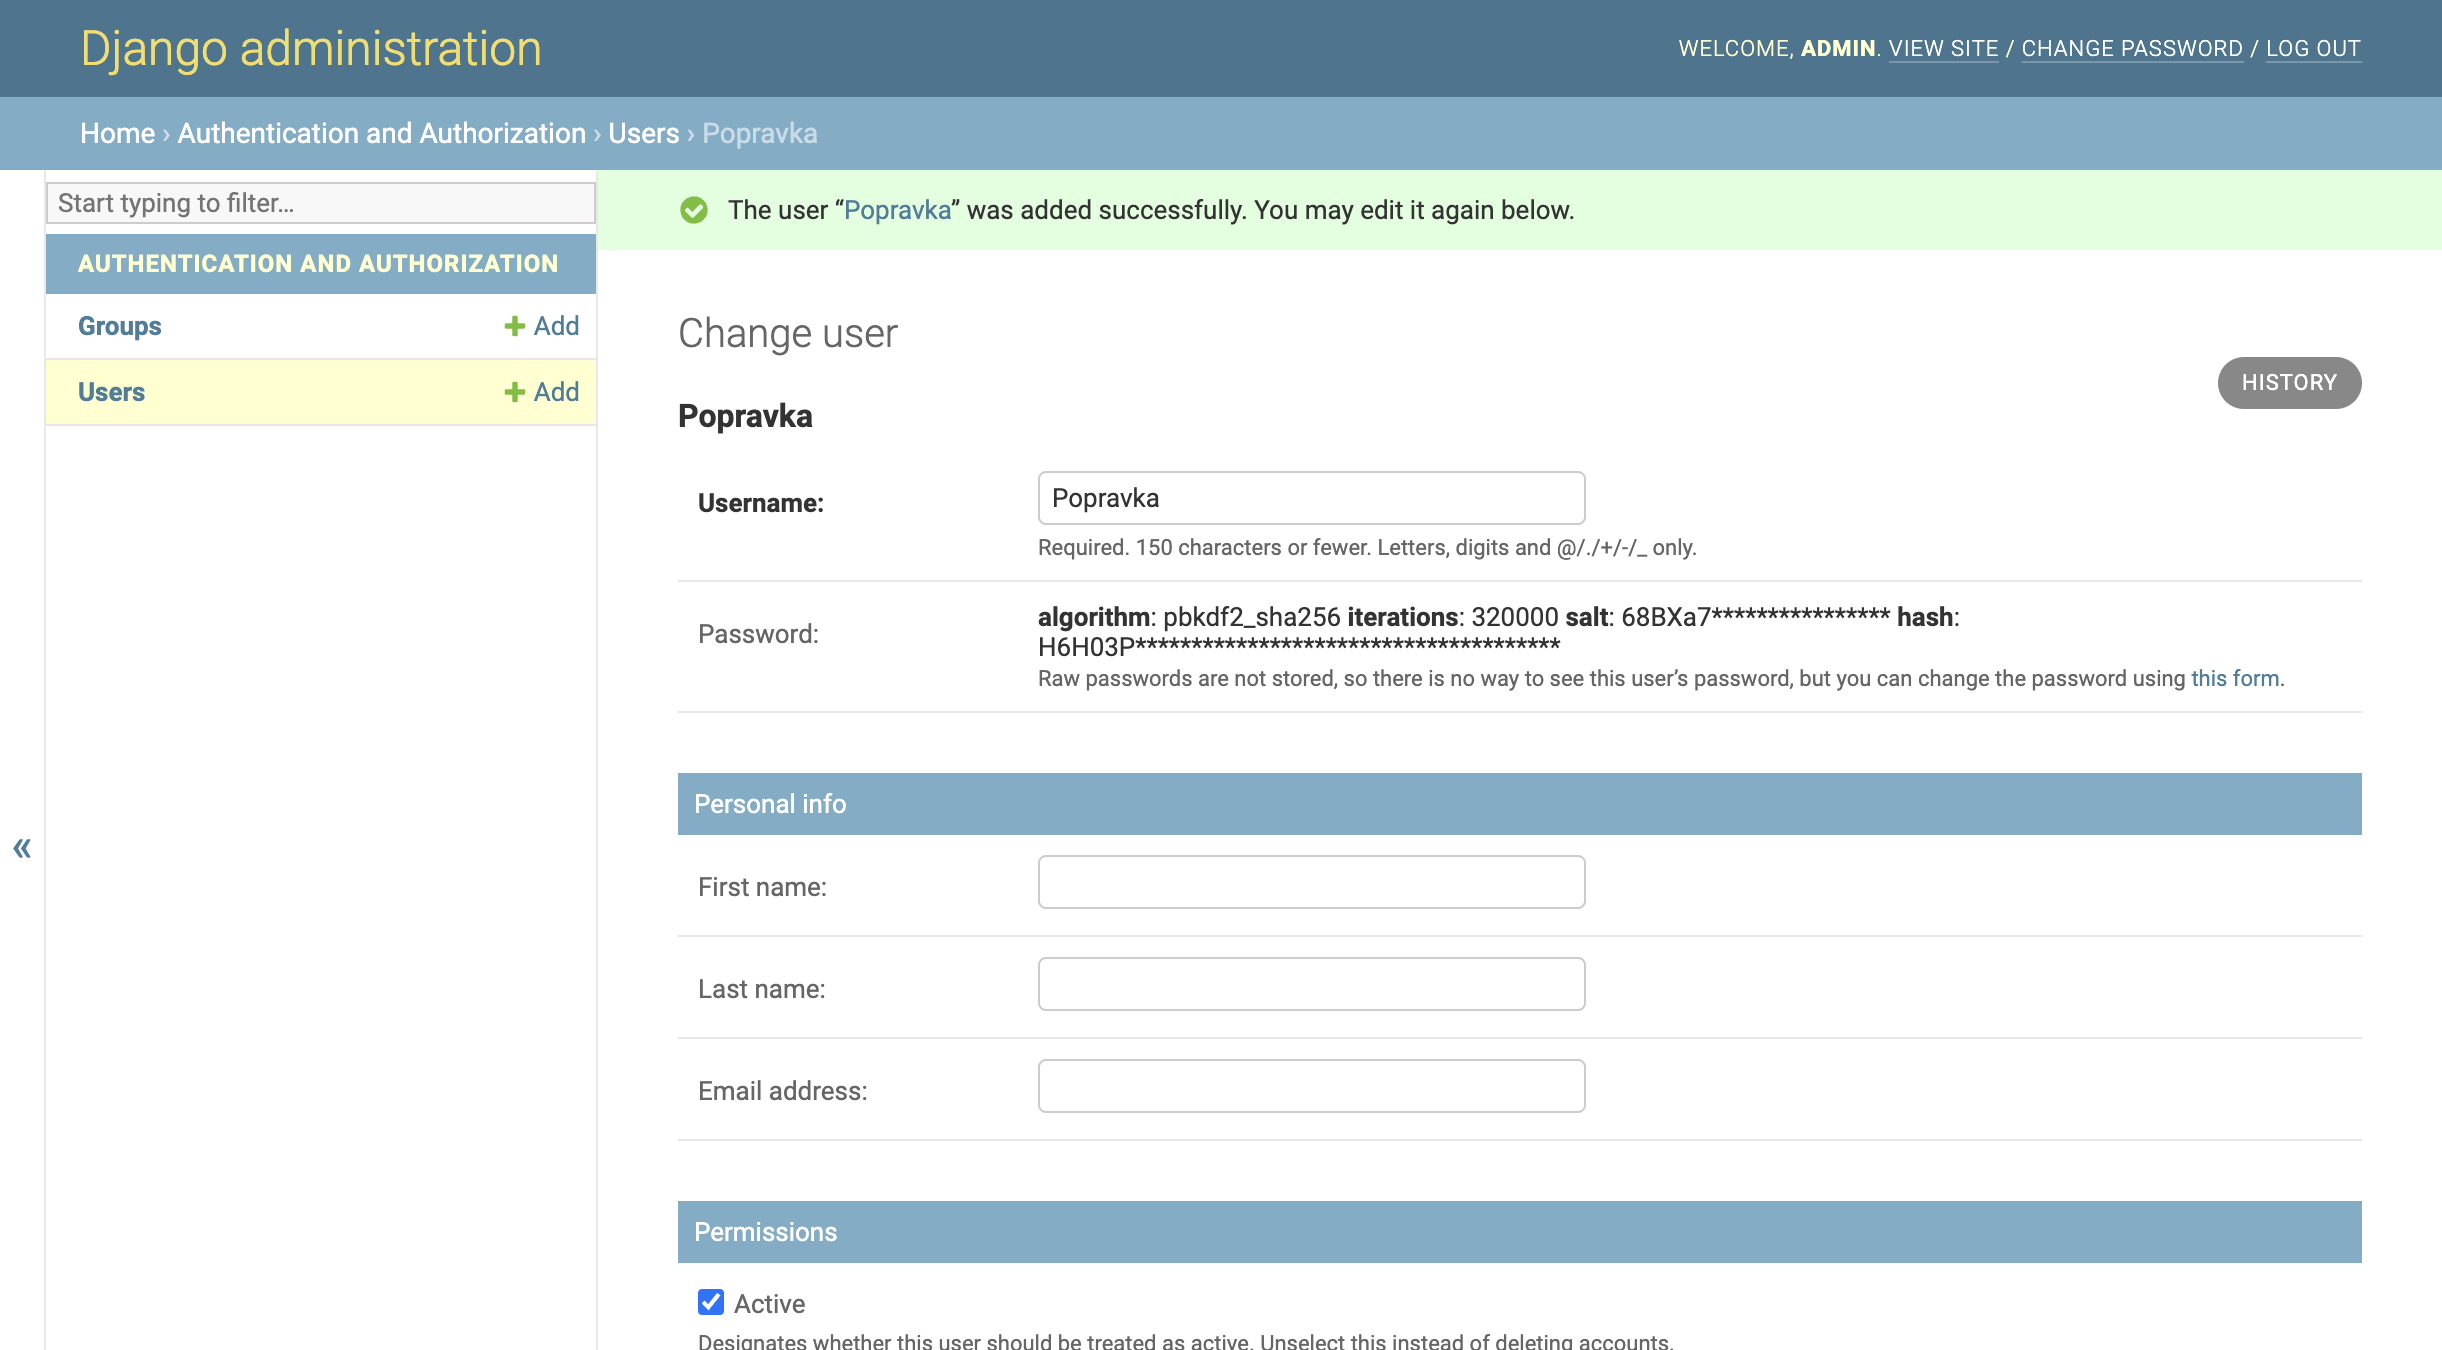 Django administration
WELCOME, ADMIN. VIEW SITE / CHANGE PASSWORD / LOG OUT
Home › Authentication and Authorization › Users › Popravka
Start typing to filter...
AUTHENTICATION AND AUTHORIZATION
Groups + Add
Users + Add
«
The user “Popravka” was added successfully. You may edit it again below.
Change user
HISTORY
Popravka
Username: Popravka
Required. 150 characters or fewer. Letters, digits and @/./+/-/_ only.
Password: algorithm: pbkdf2_sha256 iterations: 320000 salt: 68BXa7**************** hash:
H6H03P**************************************
Raw passwords are not stored, so there is no way to see this user’s password, but you can change the password using this form.
Personal info
First name:
Last name:
Email address:
Permissions
Active
Designates whether this user should be treated as active. Unselect this instead of deleting accounts.